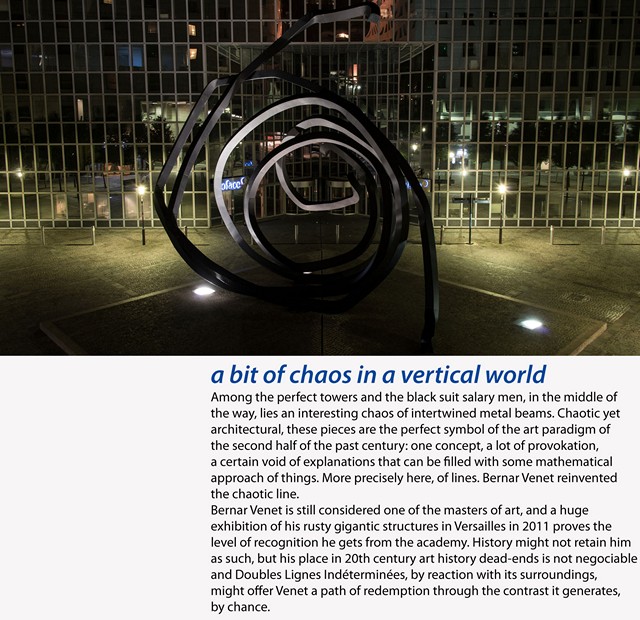 place
a bit of chaos in a vertical world
Among the perfect towers and the black suit salary men, in the middle of
the way, lies an interesting chaos of intertwined metal beams. Chaotic yet
architectural, these pieces are the perfect symbol of the art paradigm of
the second half of the past century: one concept, a lot of provokation,
a certain void of explanations that can be filled with some mathematical
approach of things. More precisely here, of lines. Bernar Venet reinvented
the chaotic line.
Bernar Venet is still considered one of the masters of art, and a huge
exhibition of his rusty gigantic structures in Versailles in 2011 proves the
level of recognition he gets from the academy. History might not retain him
as such, but his place in 20th century art history dead-ends is not negociable
and Doubles Lignes Indéterminées, by reaction with its surroundings,
might offer Venet a path of redemption through the contrast it generates,
by chance.